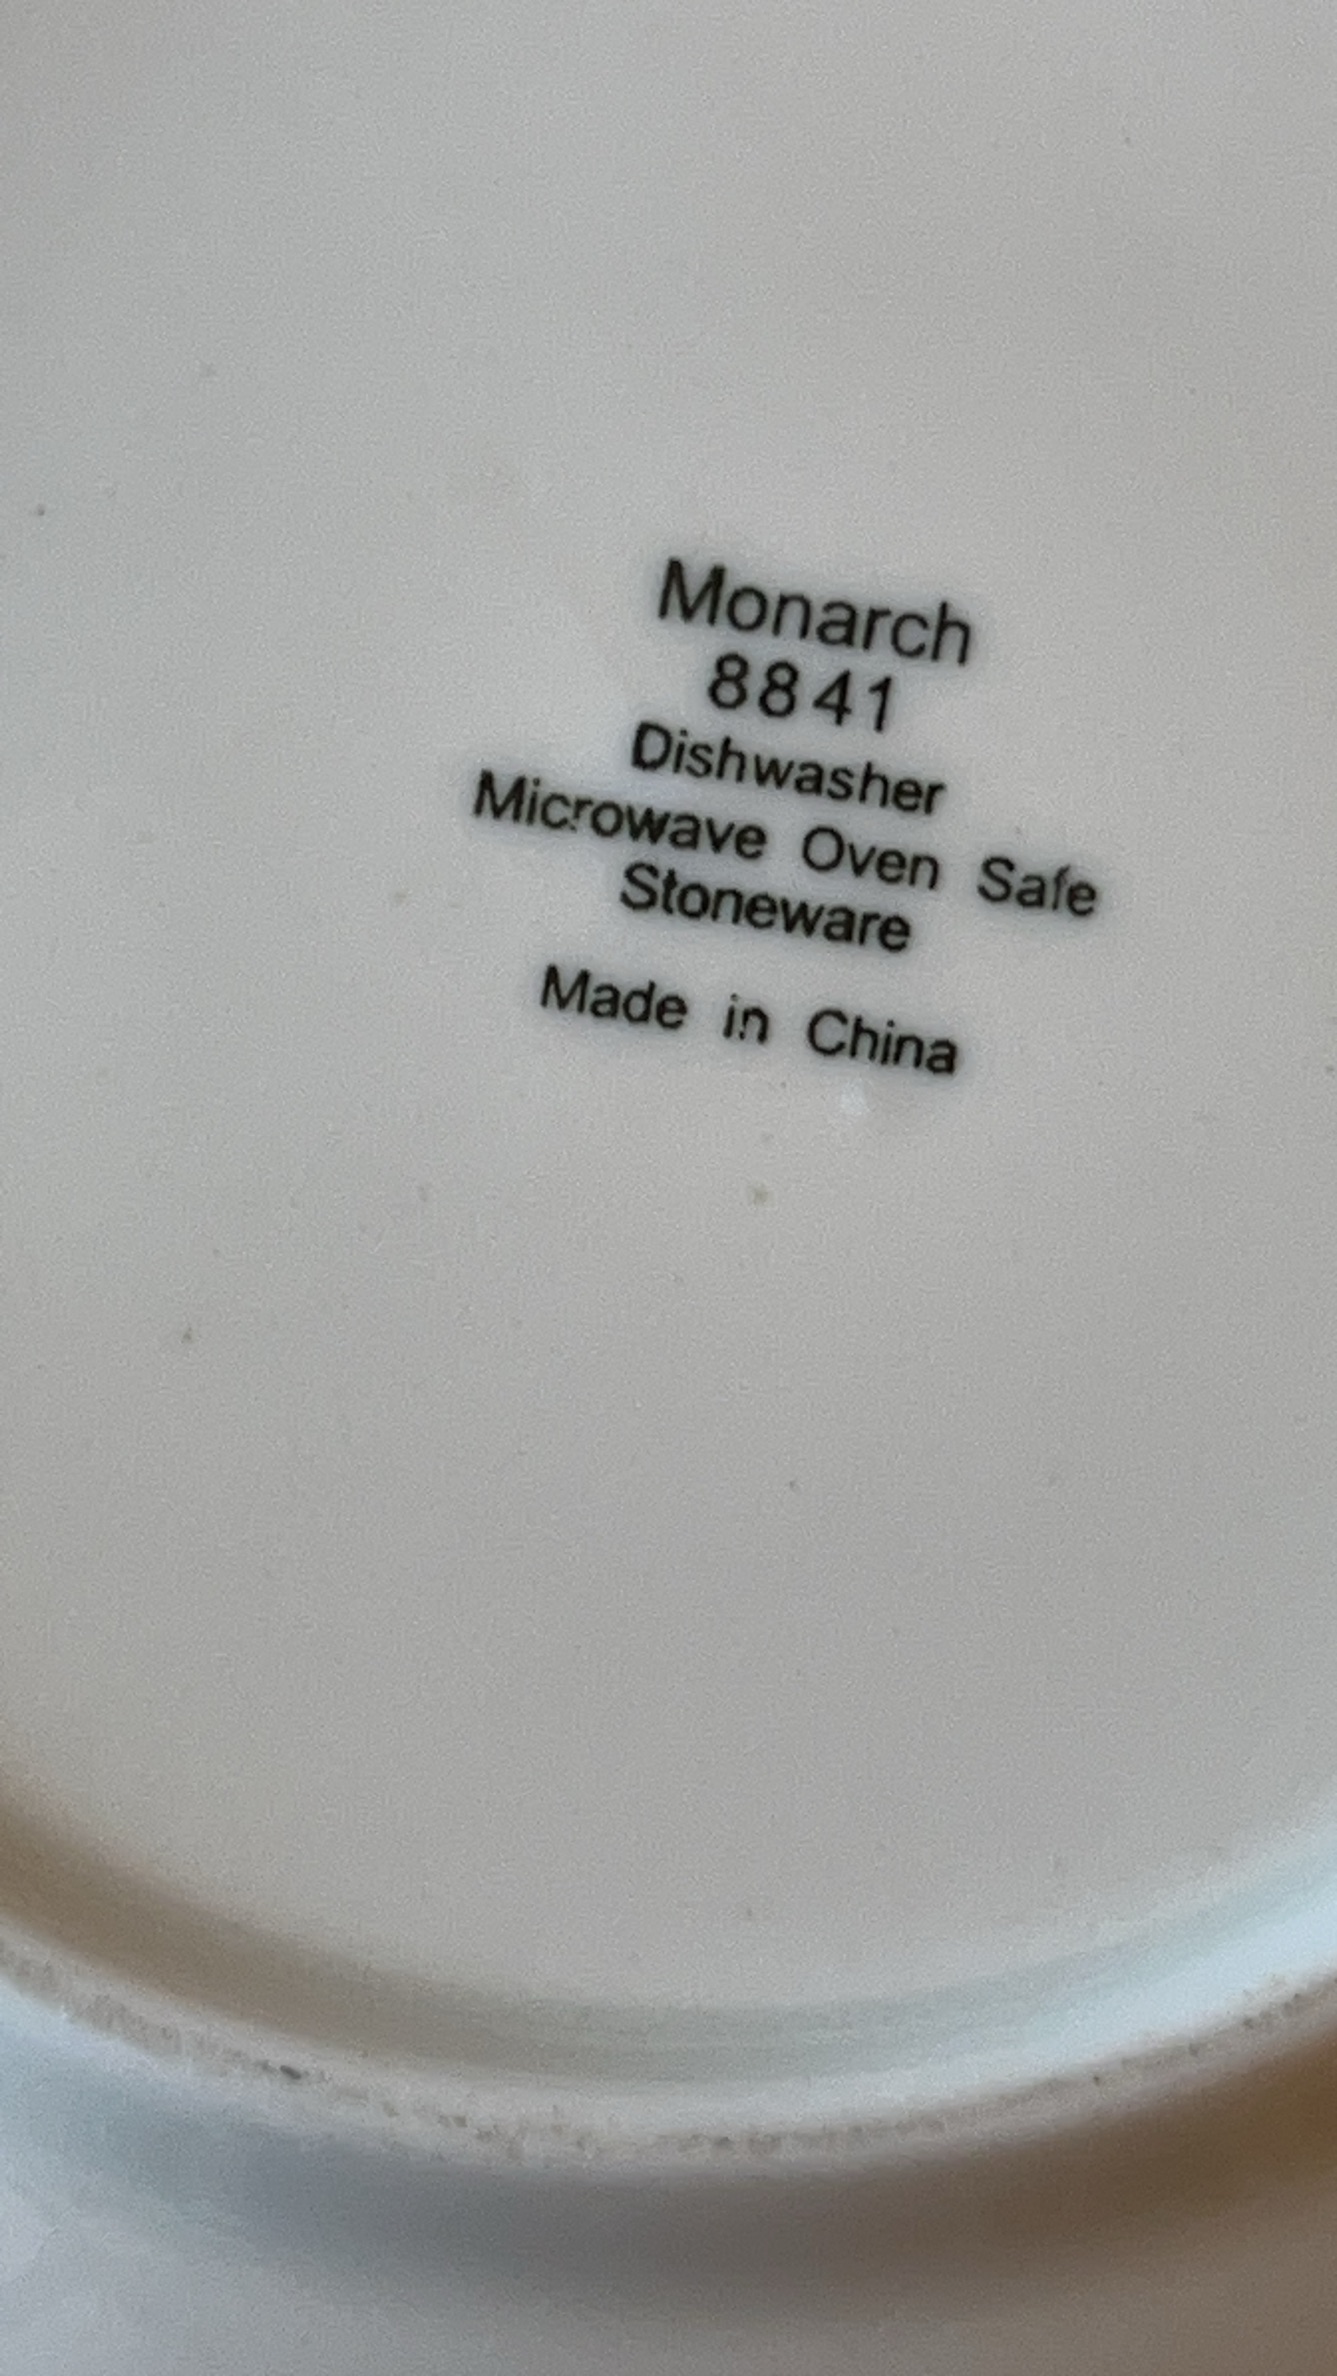 Monarch
8841
Dishwasher
Microwave Oven Safe
Stoneware
Made in China